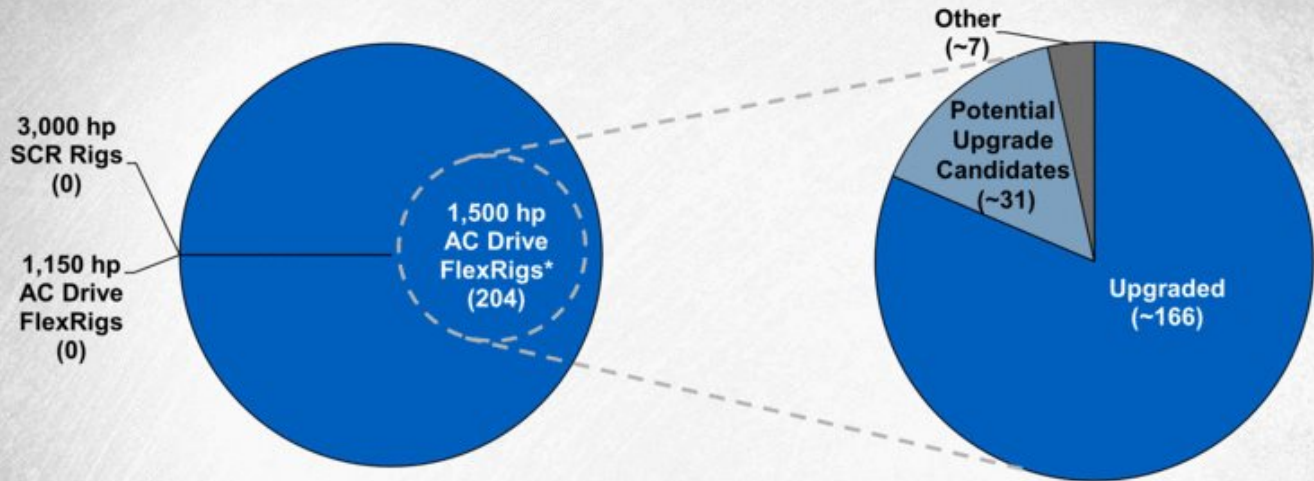 3,000 hp
SCR Rigs
(0)
1,150 hp
AC Drive
FlexRigs
(0)
1,500 hp
AC Drive
FlexRigs*
(204)
Other
(~7)
Potential
Upgrade
Candidates
(~31)
Upgraded
(~166)